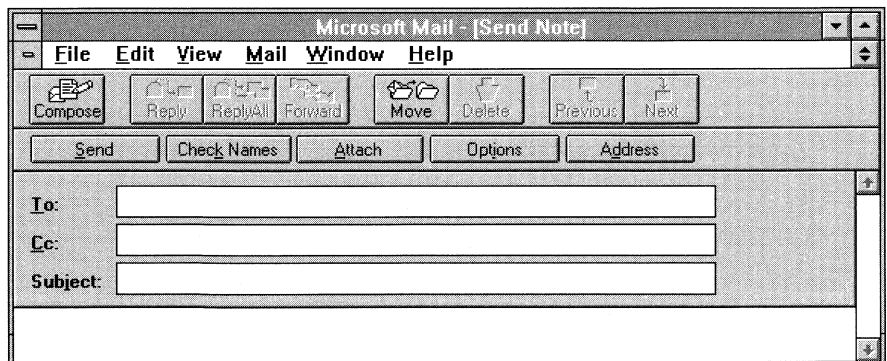 Microsoft Mail - [Send Note]
File Edit View Mail Window Help
Compose Reply ReplyAll Forward Move Delete Previous Next
Send Check Names Attach Options Address
To:
Cc:
Subject: